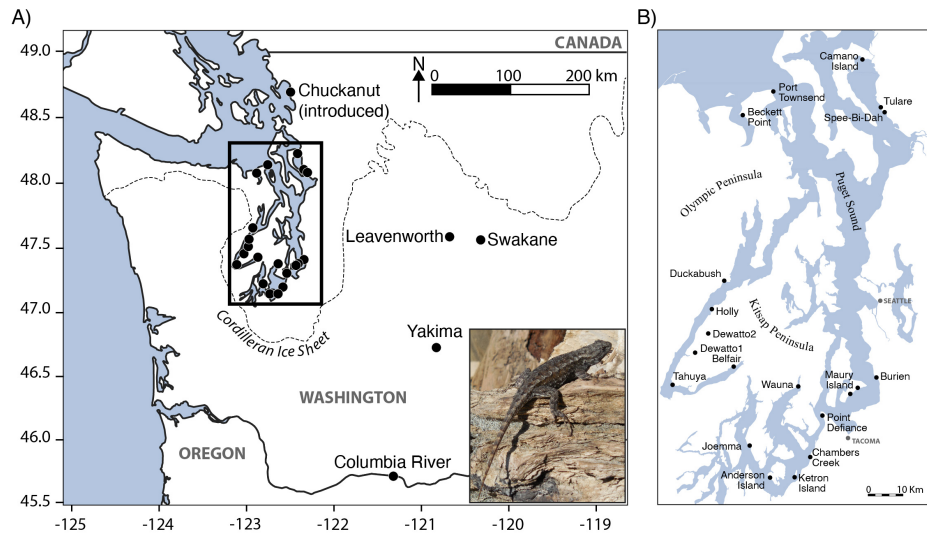 A)
49.0
48.5
48.0
47.5
47.0
46.5
46.0
45.5
-125
-124
-123
-122
-121
-120
-119
CANADA
N
0 100 200 km
Chuckanut
(introduced)
Leavenworth
Swakane
Cordilleran Ice Sheet
Yakima
WASHINGTON
OREGON
Columbia River
B)
Camano
Island
Port
Townsend
Tulare
Beckett
Point
Spee-Bi-Dah
Olympic Peninsula
Puget Sound
Duckabush
SEATTLE
Holly
Kitsap Peninsula
Dewatto2
Dewatto1
Belfair
Tahuya
Wauna
Maury
Island
Burien
Point
Defiance
TACOMA
Joemma
Chambers
Creek
Anderson
Island
Ketron
Island
0 10 Km